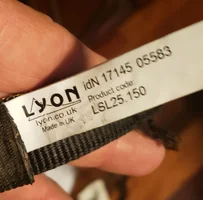 LYON
lyon.co.uk
Made in UK
idN 17145 05583
Product code
LSL25.150